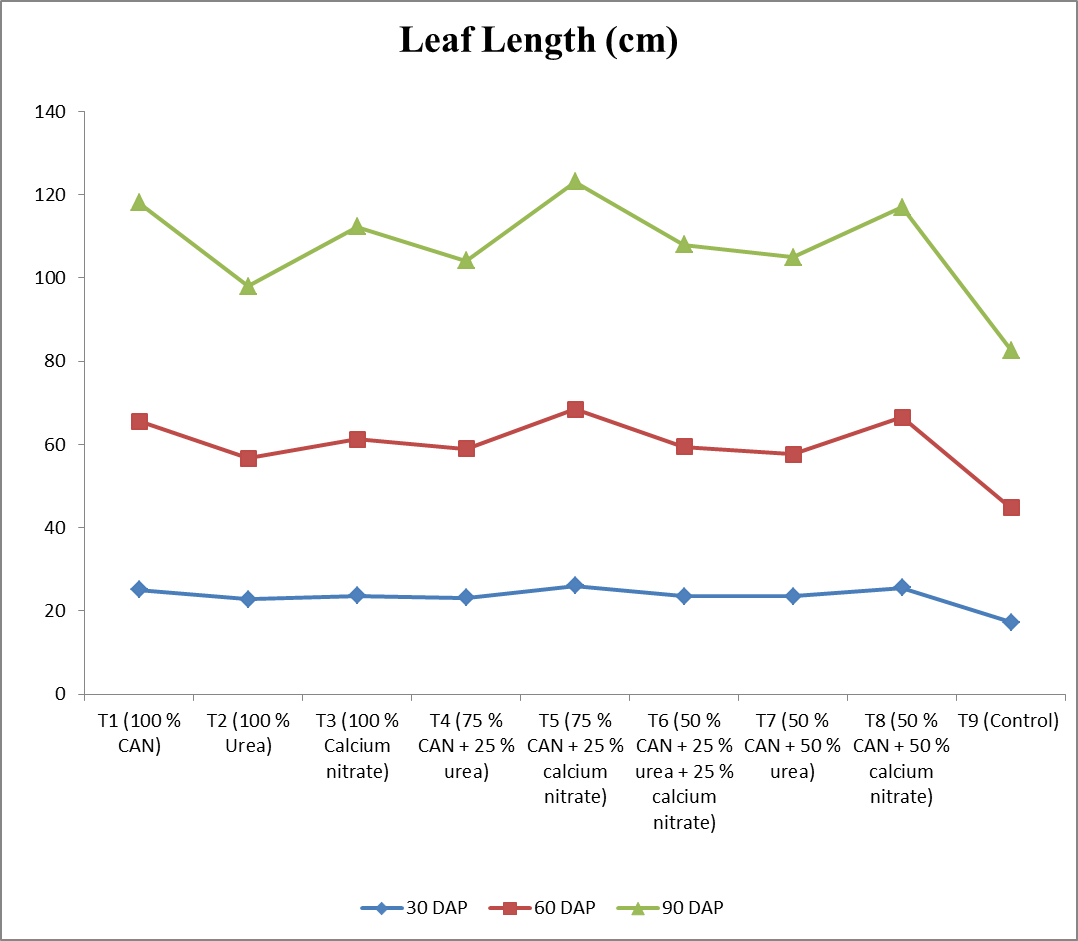 Leaf Length (cm)
140
120
100
80
60
40
20
0
T1 (100 %
CAN)
T2 (100 %
Urea)
T3 (100 %
Calcium
nitrate)
T4 (75 %
CAN + 25 %
urea)
T5 (75 %
CAN + 25 %
calcium
nitrate)
T6 (50 %
CAN + 25 %
urea + 25 %
calcium
nitrate)
T7 (50 %
CAN + 50 %
urea)
T8 (50 %
CAN + 50 %
calcium
nitrate)
T9 (Control)
30 DAP
60 DAP
90 DAP